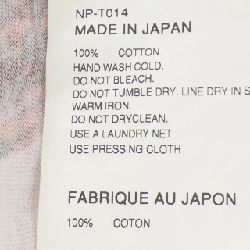 NP-T014
MADE IN JAPAN
100% COTTON
HAND WASH COLD.
DO NOT BLEACH.
DO NOT TUMBLE DRY. LINE DRY IN S
WARM IRON.
DO NOT DRYCLEAN.
USE A LAUNDRY NET
USE PRESSING CLOTH
FABRIQUE AU JAPON
100% COTON